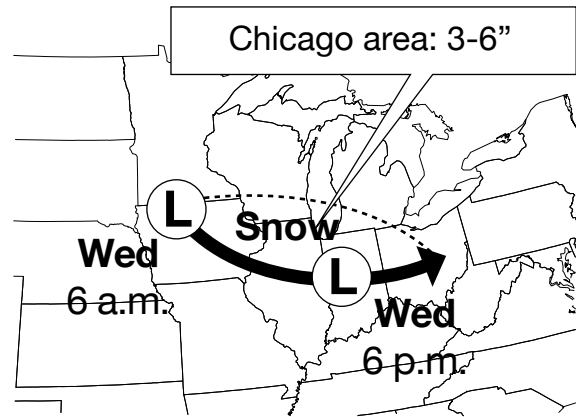 Chicago area: 3-6”
L
Snow
Wed
6 a.m.
L
Wed
6 p.m.